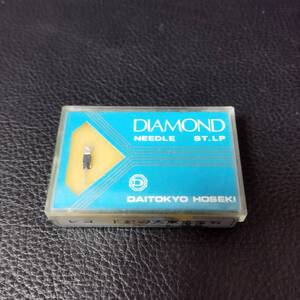 DIAMOND
NEEDLE ST. LP
D
DAITOKYO HOSEKI